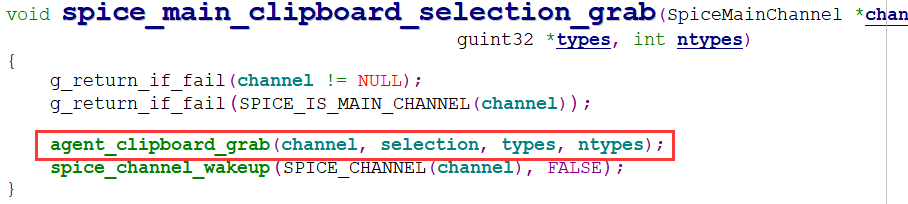 void spice_main_clipboard_selection_grab(SpiceMainChannel *chan
guint32 *types, int ntypes)
{
g_return_if_fail(channel != NULL);
g_return_if_fail(SPICE_IS_MAIN_CHANNEL(channel));
agent_clipboard_grab(channel, selection, types, ntypes);
spice_channel_wakeup(SPICE_CHANNEL(channel), FALSE);
}